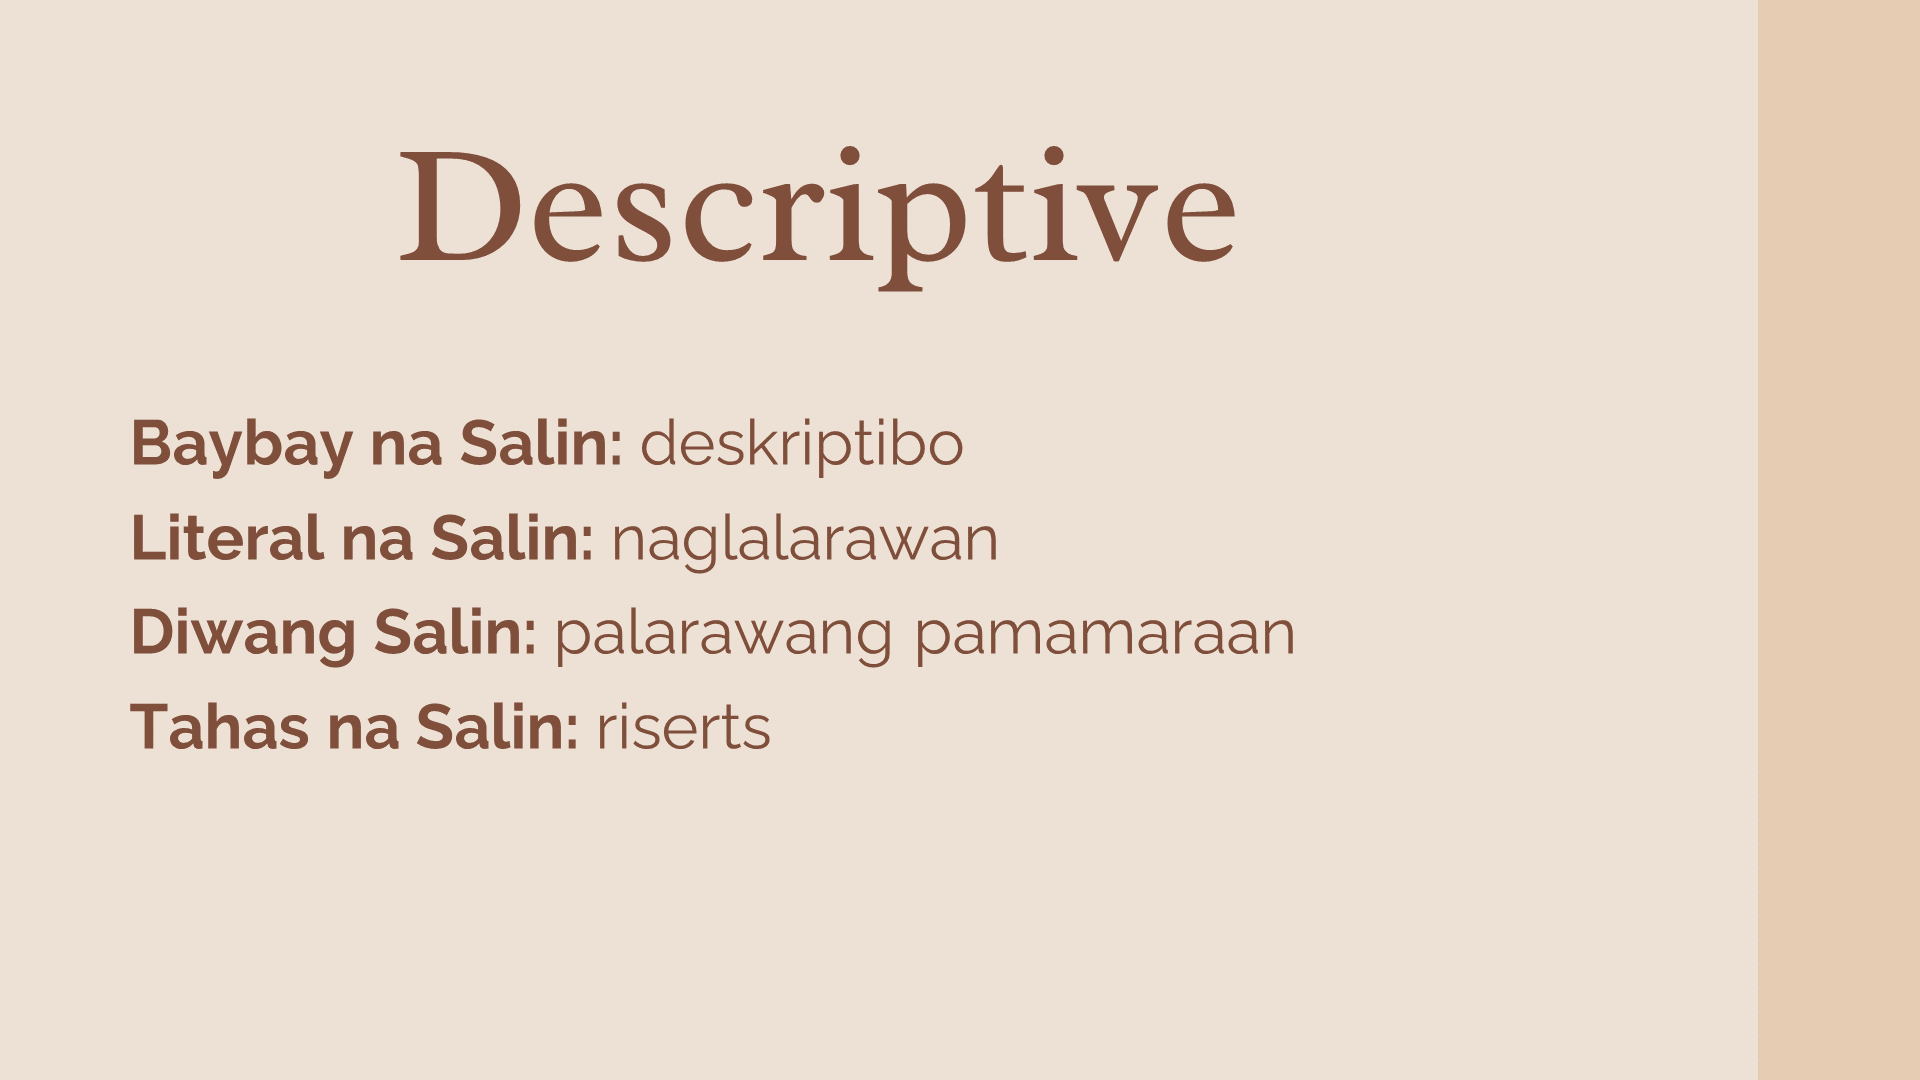 Descriptive
Baybay na Salin: deskriptibo
Literal na Salin: naglalarawan
Diwang Salin: palarawang pamamaraan
Tahas na Salin: riserts